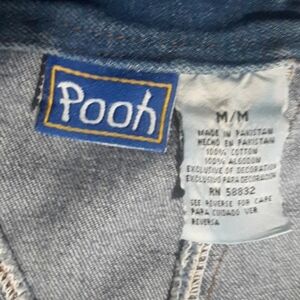 Pooh
M/M
MADE IN PAKISTAN
HECHO EN PAKISTAN
100% COTTON
100% ALGODON
EXCLUSIVE OF DECORATION
EXCLUSIVO PARA DECORACION
RN 58832
SEE REVERSE FOR CARE
PARA CUIDADO VER
REVERSA